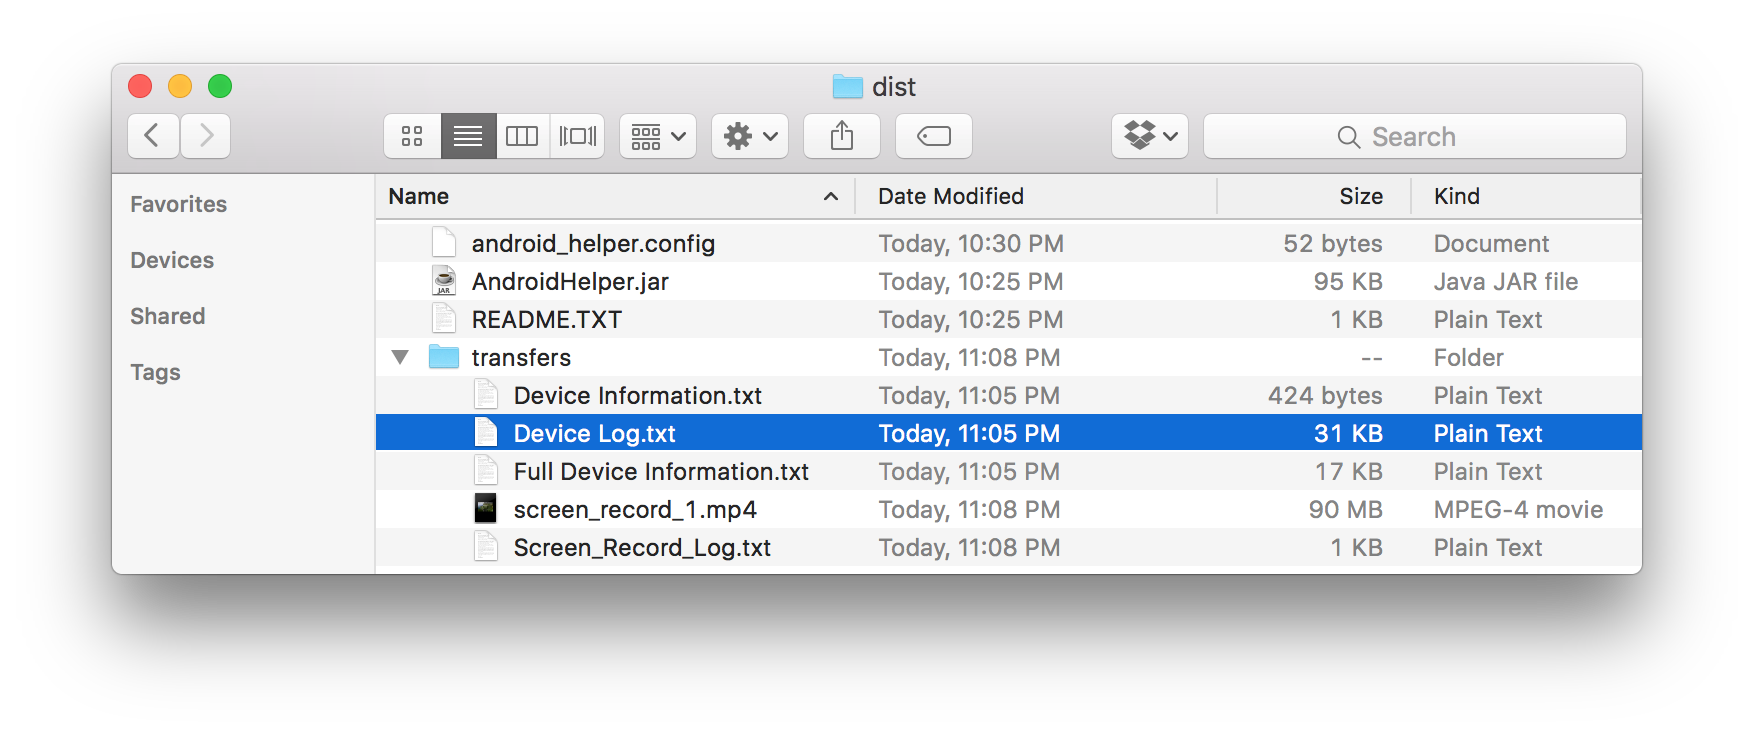 dist
Search
Favorites
Devices
Shared
Tags
Name Date Modified Size Kind
android_helper.config Today, 10:30 PM 52 bytes Document
JAR AndroidHelper.jar Today, 10:25 PM 95 KB Java JAR file
README.TXT Today, 10:25 PM 1 KB Plain Text
transfers Today, 11:08 PM -- Folder
Device Information.txt Today, 11:05 PM 424 bytes Plain Text
Device Log.txt Today, 11:05 PM 31 KB Plain Text
Full Device Information.txt Today, 11:05 PM 17 KB Plain Text
screen_record_1.mp4 Today, 11:08 PM 90 MB MPEG-4 movie
Screen_Record_Log.txt Today, 11:08 PM 1 KB Plain Text